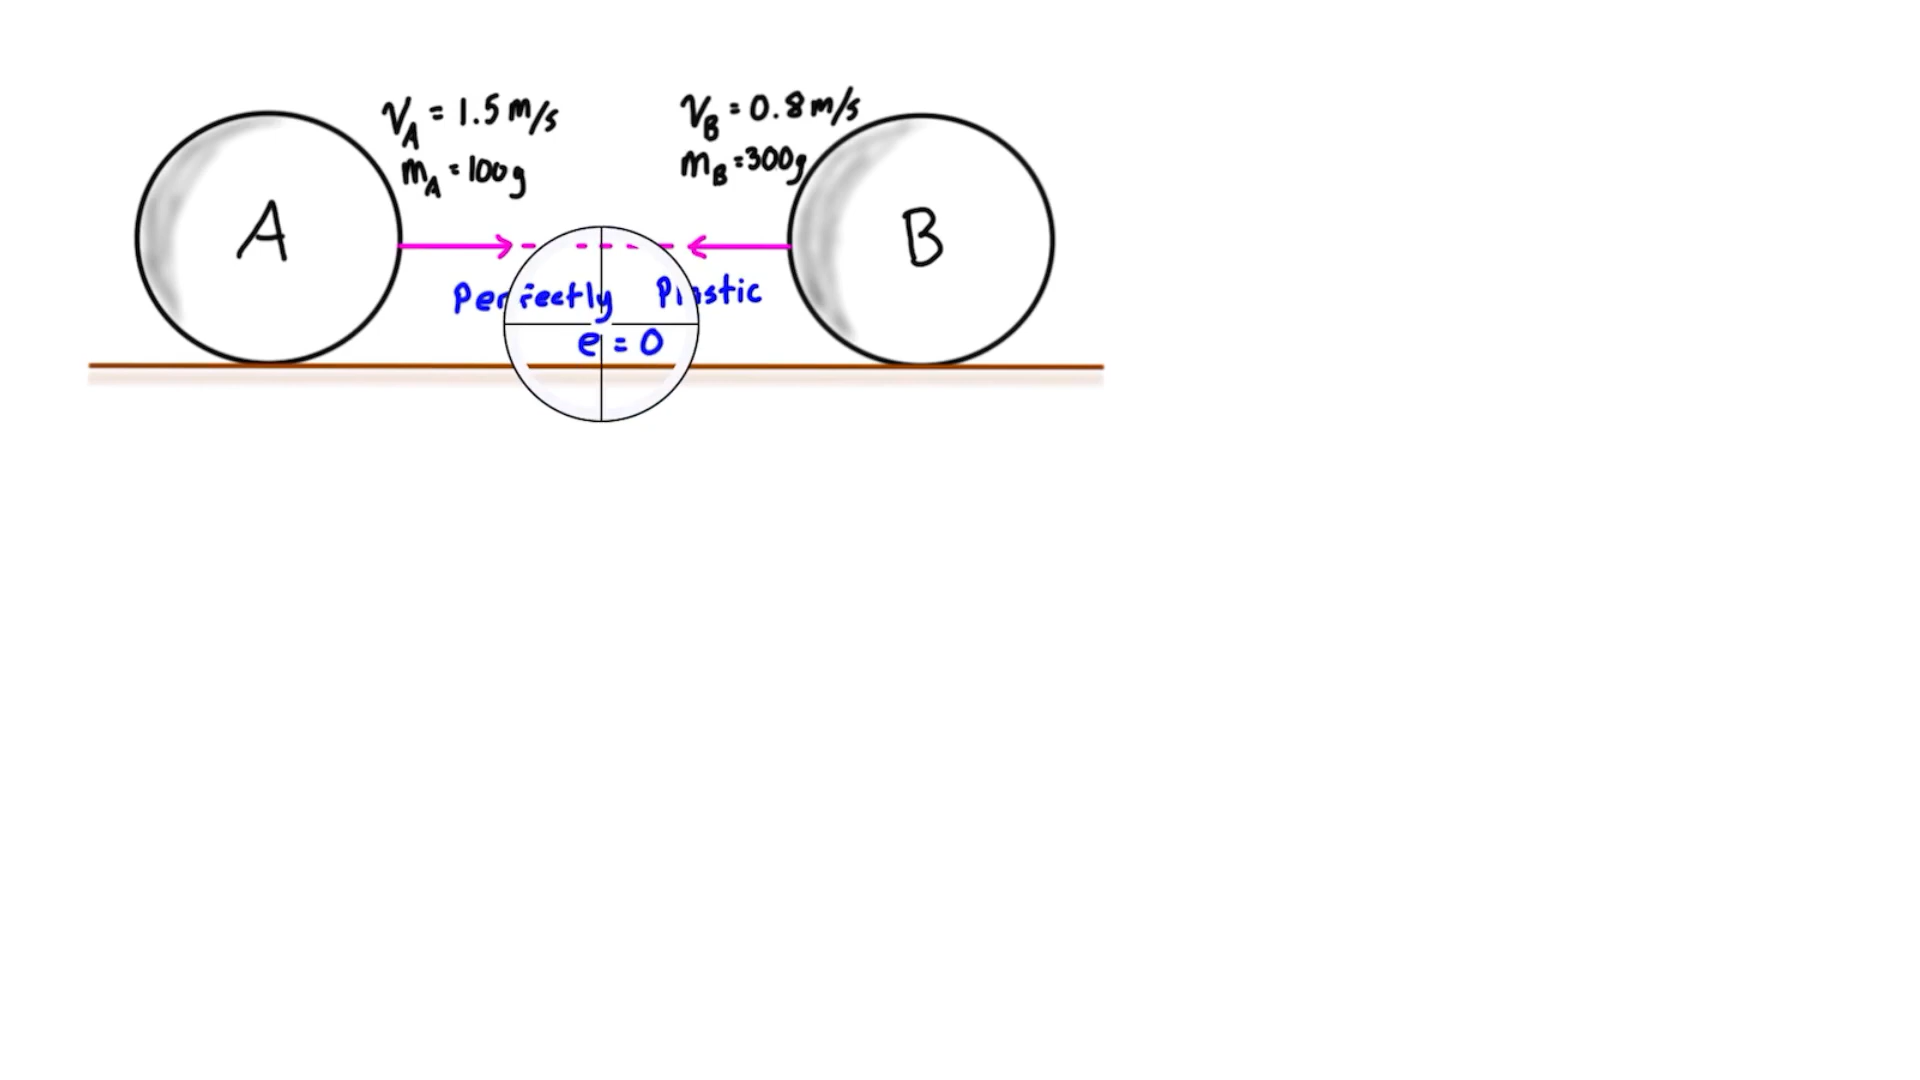 V_A = 1.5 m/s
m_A = 100g
V_B = 0.8 m/s
m_B = 300g
A
B
Perfectly Plastic
e = 0